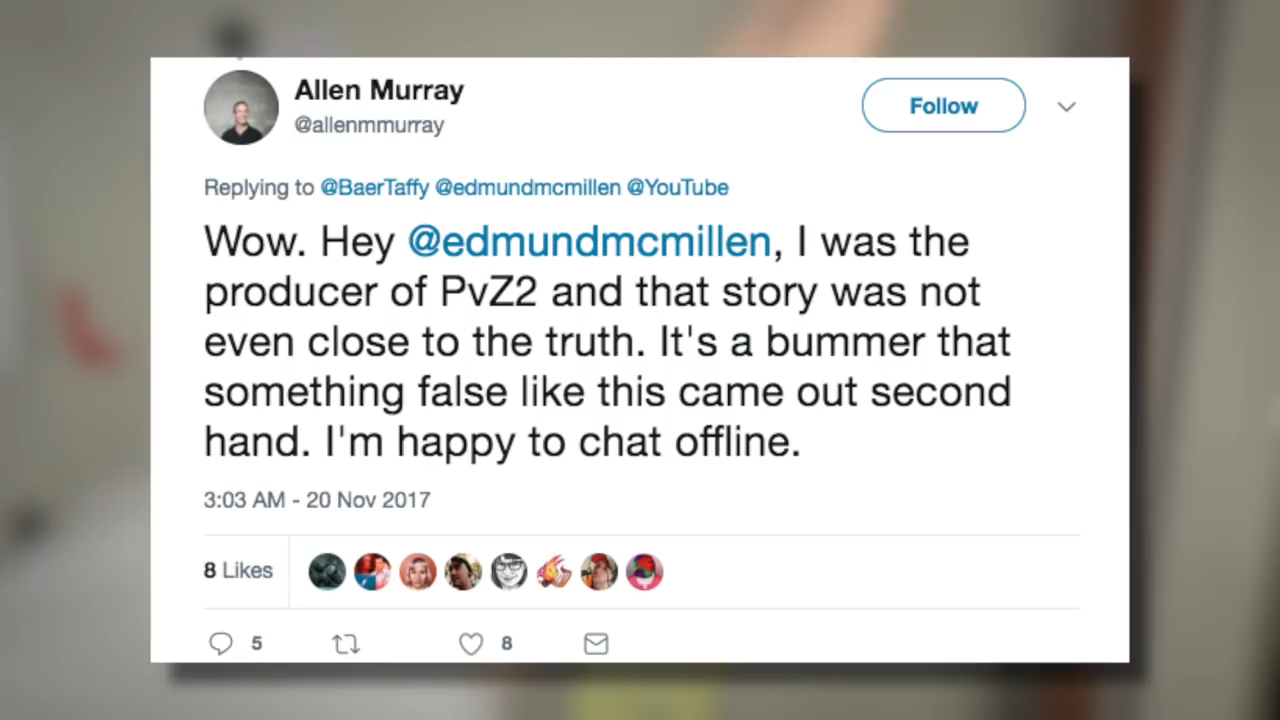 Allen Murray
@allenmmurray
Follow
Replying to @BaerTaffy @edmundmcmillen @YouTube
Wow. Hey @edmundmcmillen, I was the
producer of PvZ2 and that story was not
even close to the truth. It's a bummer that
something false like this came out second
hand. I'm happy to chat offline.
3:03 AM - 20 Nov 2017
8 Likes
5
8